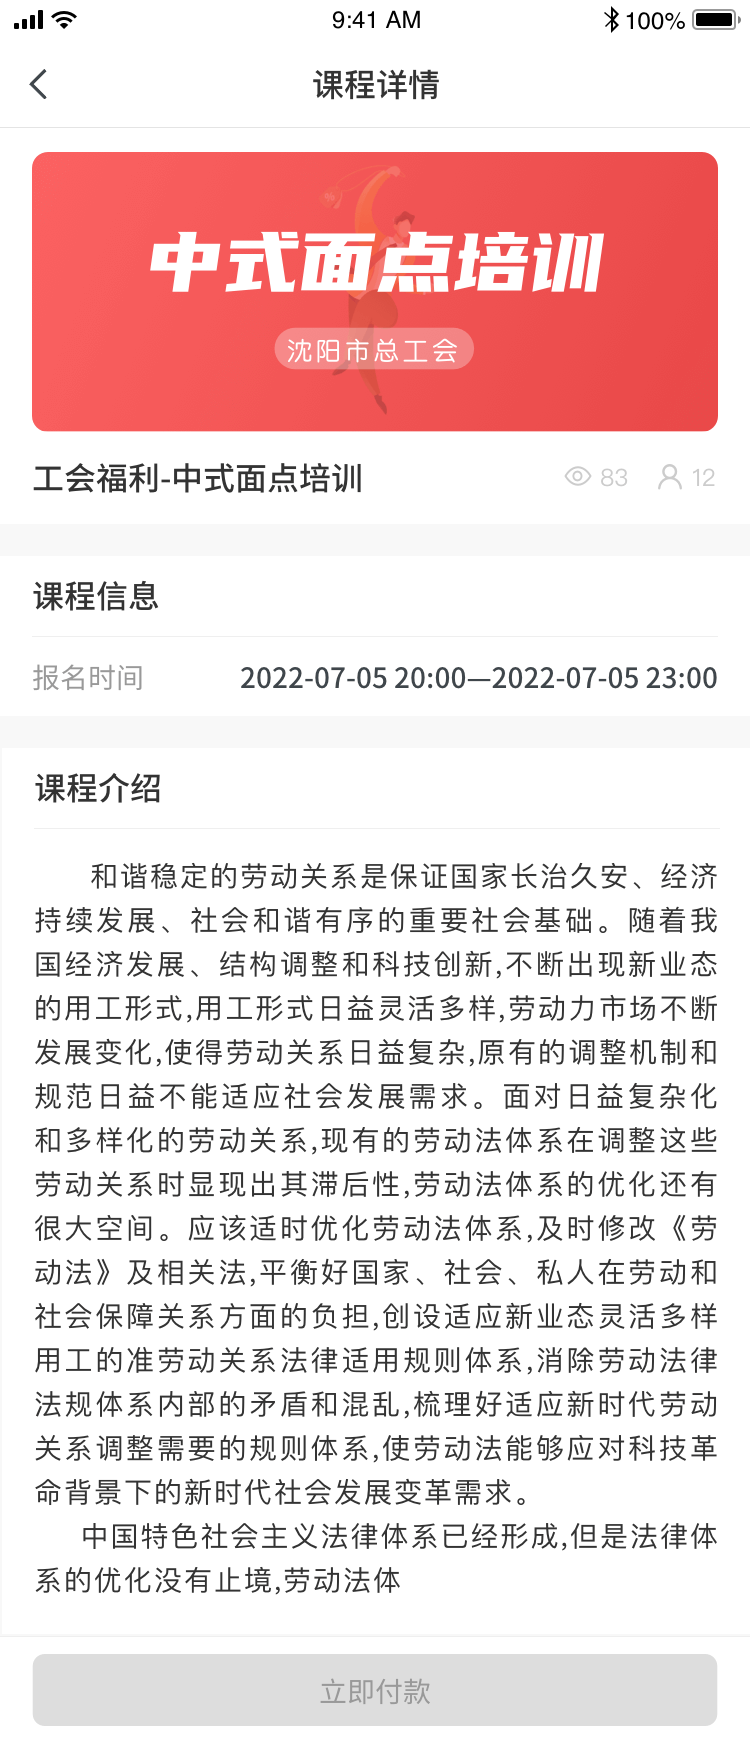 9:41 AM
100%
课程详情
中式面点培训
沈阳市总工会
工会福利-中式面点培训
83
12
课程信息
报名时间
2022-07-05 20:00—2022-07-05 23:00
课程介绍
和谐稳定的劳动关系是保证国家长治久安、经济
持续发展、社会和谐有序的重要社会基础。随着我
国经济发展、结构调整和科技创新,不断出现新业态
的用工形式,用工形式日益灵活多样,劳动力市场不断
发展变化,使得劳动关系日益复杂,原有的调整机制和
规范日益不能适应社会发展需求。面对日益复杂化
和多样化的劳动关系,现有的劳动法体系在调整这些
劳动关系时显现出其滞后性,劳动法体系的优化还有
很大空间。应该适时优化劳动法体系,及时修改《劳
动法》及相关法,平衡好国家、社会、私人在劳动和
社会保障关系方面的负担,创设适应新业态灵活多样
用工的准劳动关系法律适用规则体系,消除劳动法律
法规体系内部的矛盾和混乱,梳理好适应新时代劳动
关系调整需要的规则体系,使劳动法能够应对科技革
命背景下的新时代社会发展变革需求。
中国特色社会主义法律体系已经形成,但是法律体
系的优化没有止境,劳动法体
立即付款